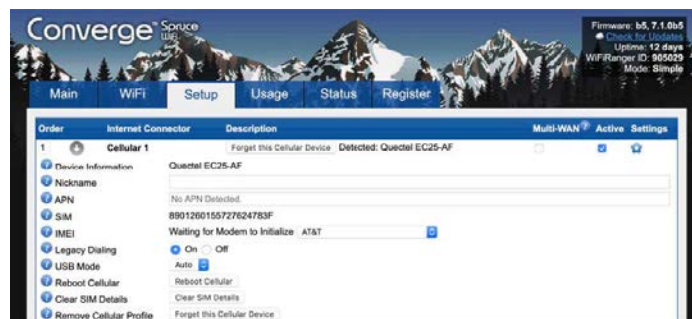 Converge™ Spruce
WiFi
Firmware: b5, 7.1.0b5
Check for Updates
Uptime: 12 days
WiFiRanger ID: 905029
Mode: Simple
Main WiFi Setup Usage Status Register
Order Internet Connector Description Multi-WAN Active Settings
1 Cellular 1 Forget this Cellular Device Detected: Quectel EC25-AF
Device Information Quectel EC25-AF
Nickname
APN No APN Detected.
SIM 8901260155727624783F
IMEI Waiting for Modem to Initialize AT&T
Legacy Dialing On Off
USB Mode Auto
Reboot Cellular Reboot Cellular
Clear SIM Details Clear SIM Details
Remove Cellular Profile Forget this Cellular Device